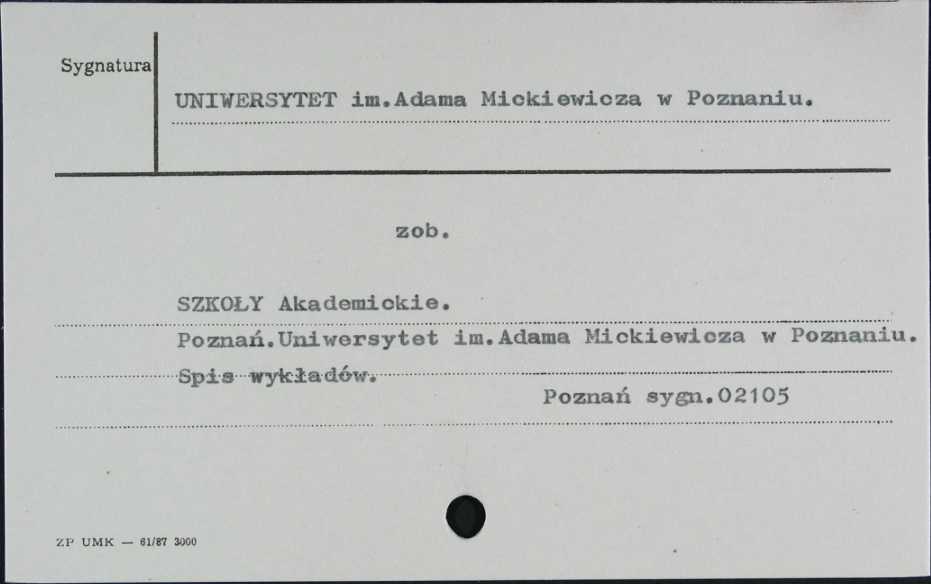 Sygnatura
UNIWERSYTET im.Adama Mickiewicza w Poznaniu.
zob.
SZKOŁY Akademickie.
Poznań.Uniwersytet im.Adama Mickiewicza w Poznaniu.
Spis wykładów.
Poznań sygn.02105
ZP UMK — 61/87 3000